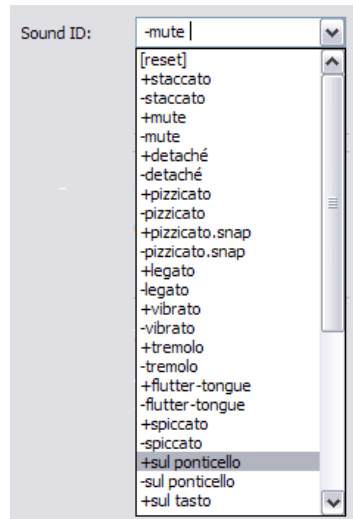 Sound ID: -mute
[reset]
+staccato
-staccato
+mute
-mute
+detaché
-detaché
+pizzicato
-pizzicato
+pizzicato.snap
-pizzicato.snap
+legato
-legato
+vibrato
-vibrato
+tremolo
-tremolo
+flutter-tongue
-flutter-tongue
+spiccato
-spiccato
+sul ponticello
-sul ponticello
+sul tasto